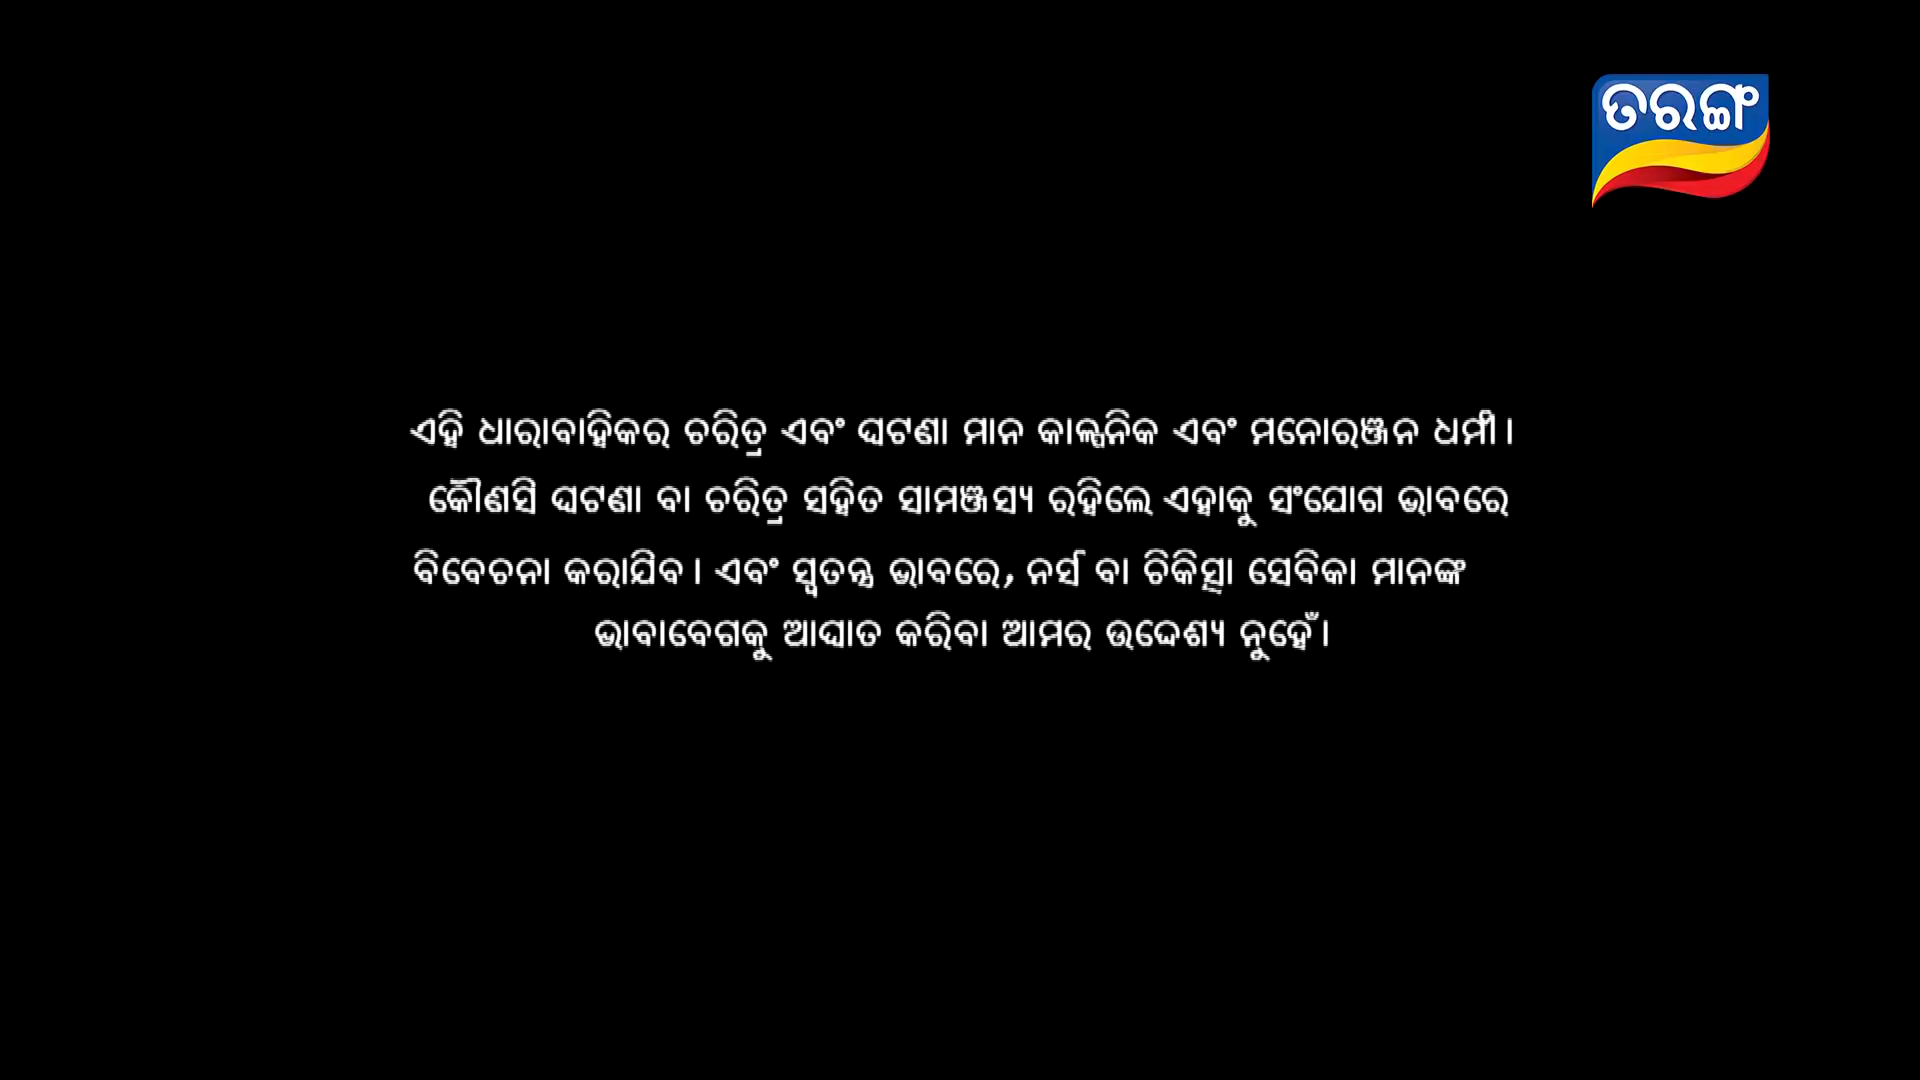 ତରଙ୍ଗ
ଏହି ଧାରାବାହିକର ଚରିତ୍ର ଏବଂ ଘଟଣା ମାନ କାଳ୍ପନିକ ଏବଂ ମନୋରଞ୍ଜନ ଧର୍ମୀ।
କୌଣସି ଘଟଣା ବା ଚରିତ୍ର ସହିତ ସାମଞ୍ଜସ୍ୟ ରହିଲେ ଏହାକୁ ସଂଯୋଗ ଭାବରେ
ବିବେଚନା କରାଯିବ। ଏବଂ ସ୍ୱତନ୍ତ୍ର ଭାବରେ, ନର୍ସ ବା ଚିକିତ୍ସା ସେବିକା ମାନଙ୍କ
ଭାବାବେଗକୁ ଆଘାତ କରିବା ଆମର ଉଦ୍ଦେଶ୍ୟ ନୁହେଁ।